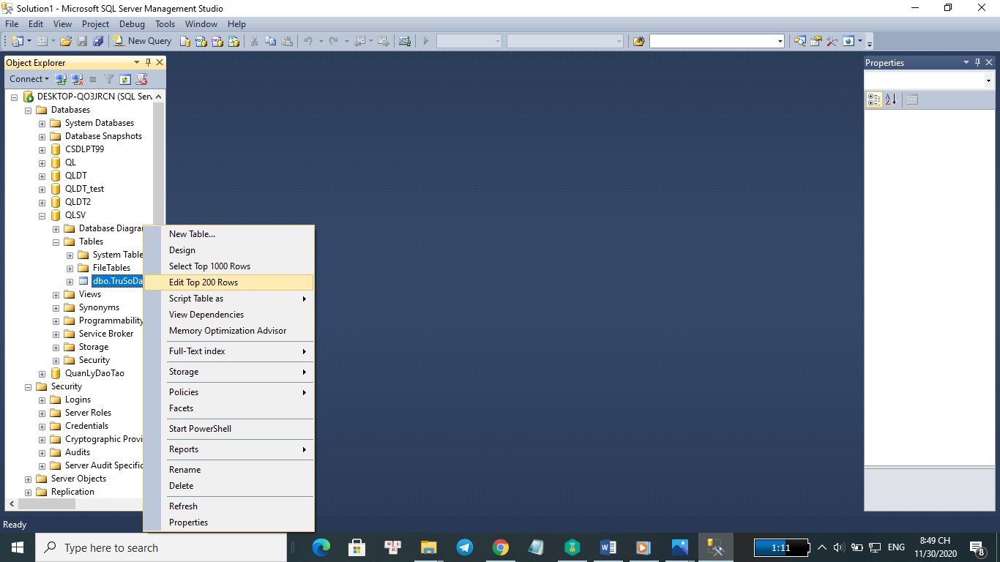 Solution1 - Microsoft SQL Server Management Studio
File Edit View Project Debug Tools Window Help
New Query
Object Explorer
Connect
DESKTOP-QO3JRCN (SQL Serv
Databases
System Databases
Database Snapshots
CSDLPT99
QL
QLDT
QLDT_test
QLDT2
QLSV
Database Diagra
Tables
System Table
FileTables
dbo.TruSoDa
Views
Synonyms
Programmability
Service Broker
Storage
Security
QuanLyDaoTao
Security
Logins
Server Roles
Credentials
Cryptographic Provi
Audits
Server Audit Specific
Server Objects
Replication
New Table...
Design
Select Top 1000 Rows
Edit Top 200 Rows
Script Table as
View Dependencies
Memory Optimization Advisor
Full-Text index
Storage
Policies
Facets
Start PowerShell
Reports
Rename
Delete
Refresh
Properties
Properties
Ready
Type here to search
1:11
ENG
8:49 CH
11/30/2020
8